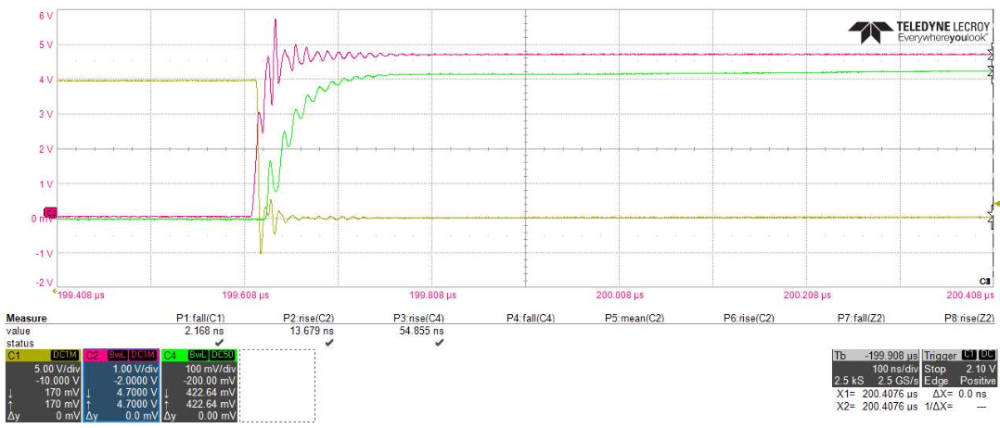 6 V
TELEDYNE LECROY
Everywhereyoulook™
5 V
4 V
3 V
2 V
1 V
C2
0 mV
-1 V
-2 V
199.408 µs 199.608 µs 199.808 µs 200.008 µs 200.208 µs 200.408 µs
Measure P1:fall(C1) P2:rise(C2) P3:rise(C4) P4:fall(C4) P5:mean(C2) P6:rise(C2) P7:fall(Z2) P8:rise(Z2)
value 2.168 ns 13.679 ns 54.855 ns
status ✔ ✔ ✔
C1 DC1M C2 BwL DC1M C4 BwL DC50 Tb -199.908 µs Trigger C1 DC
5.00 V/div 1.00 V/div 100 mV/div 100 ns/div Stop 2.10 V
-10.000 V -2.0000 V -200.00 mV 2.5 kS 2.5 GS/s Edge Positive
↓ 170 mV ↓ 4.7000 V ↓ 422.64 mV X1= 200.4076 µs ΔX= 0.0 ns
↑ 170 mV ↑ 4.7000 V ↑ 422.64 mV X2= 200.4076 µs 1/ΔX= ---
Δy 0 mV Δy 0.0 mV Δy 0.00 mV